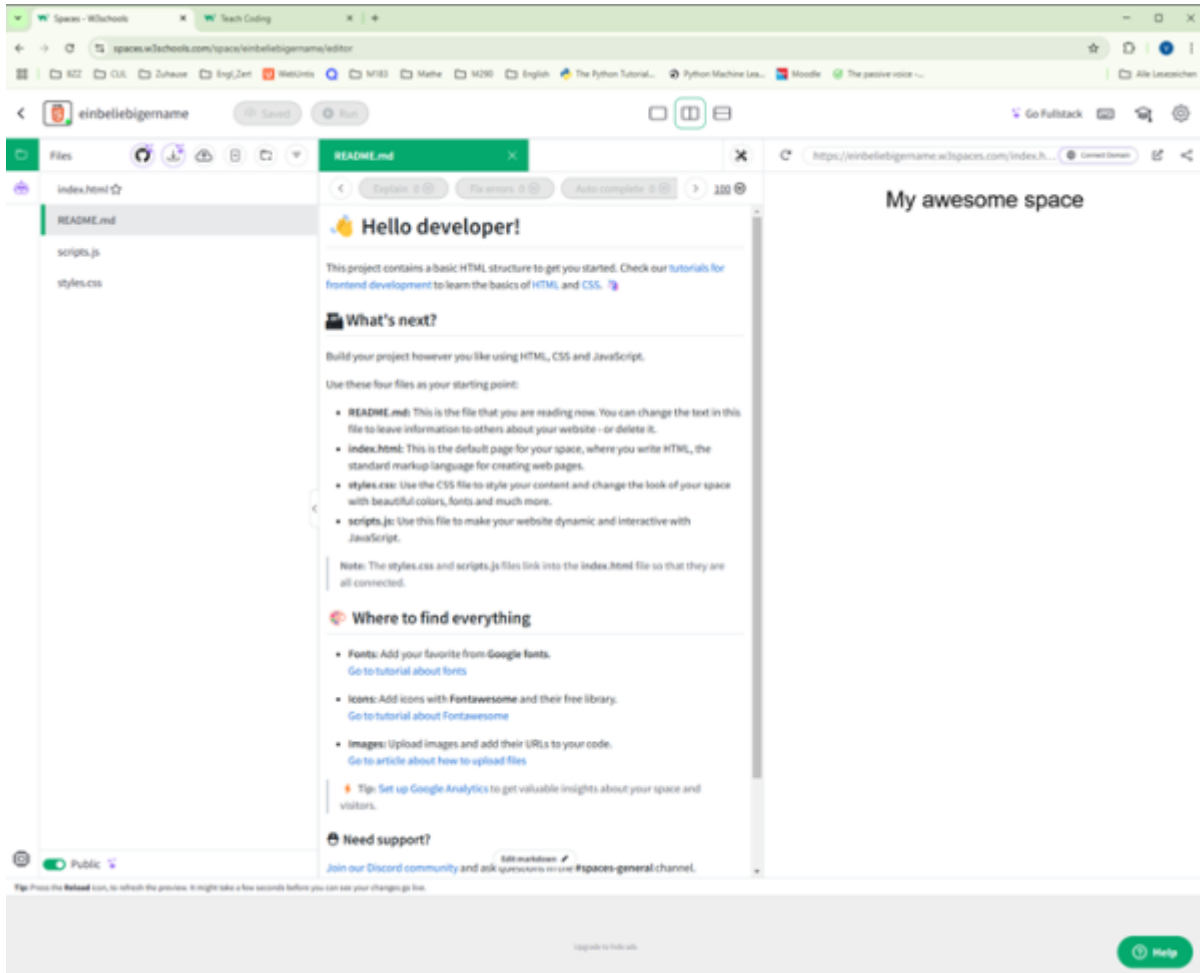 Spaces - W3schools
Teach Coding
spaces.w3schools.com/space/einbeliebigername/editor
BZZ
CUL
Zuhause
Engl,Zert
WebUntis
M183
Mathe
M290
English
The Python Tutorial...
Python Machine Lea...
Moodle
The passive voice -...
Alle Lesezeichen
einbeliebigername
Saved
Run
Go Fullstack
Files
README.md
https://einbeliebigername.w3spaces.com/index.h...
Connect Domain
index.html
Explain 0
Fix errors 0
Auto complete 0
100
README.md
scripts.js
styles.css
Hello developer!
This project contains a basic HTML structure to get you started. Check our tutorials for
frontend development to learn the basics of HTML and CSS.
What's next?
Build your project however you like using HTML, CSS and JavaScript.
Use these four files as your starting point:
• README.md: This is the file that you are reading now. You can change the text in this
file to leave information to others about your website - or delete it.
• index.html: This is the default page for your space, where you write HTML, the
standard markup language for creating web pages.
• styles.css: Use the CSS file to style your content and change the look of your space
with beautiful colors, fonts and much more.
• scripts.js: Use this file to make your website dynamic and interactive with
JavaScript.
Note: The styles.css and scripts.js files link into the index.html file so that they are
all connected.
Where to find everything
• Fonts: Add your favorite from Google fonts.
Go to tutorial about fonts
• Icons: Add icons with Fontawesome and their free library.
Go to tutorial about Fontawesome
• Images: Upload images and add their URLs to your code.
Go to article about how to upload files
Tip: Set up Google Analytics to get valuable insights about your space and
visitors.
Need support?
Edit markdown
Join our Discord community and ask questions in the #spaces-general channel.
My awesome space
Public
Tip: Press the Reload icon, to refresh the preview. It might take a few seconds before you can see your changes go live.
Upgrade to hide ads
Help